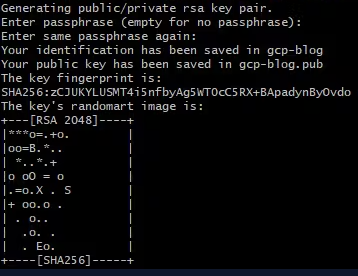 Generating public/private rsa key pair.
Enter passphrase (empty for no passphrase):
Enter same passphrase again:
Your identification has been saved in gcp-blog
Your public key has been saved in gcp-blog.pub
The key fingerprint is:
SHA256:zCJUKYLUSMT4i5nfbyAg5WTOcC5RX+BApadynByOvdo
The key's randomart image is:
+---[RSA 2048]----+
|***o=.+o.        |
|oo=B.*..         |
| *..*.+          |
|o oO = o         |
|.=o.X . S        |
|+ oo.o .         |
| . o..           |
|  .o. .          |
|  . Eo.          |
+----[SHA256]-----+